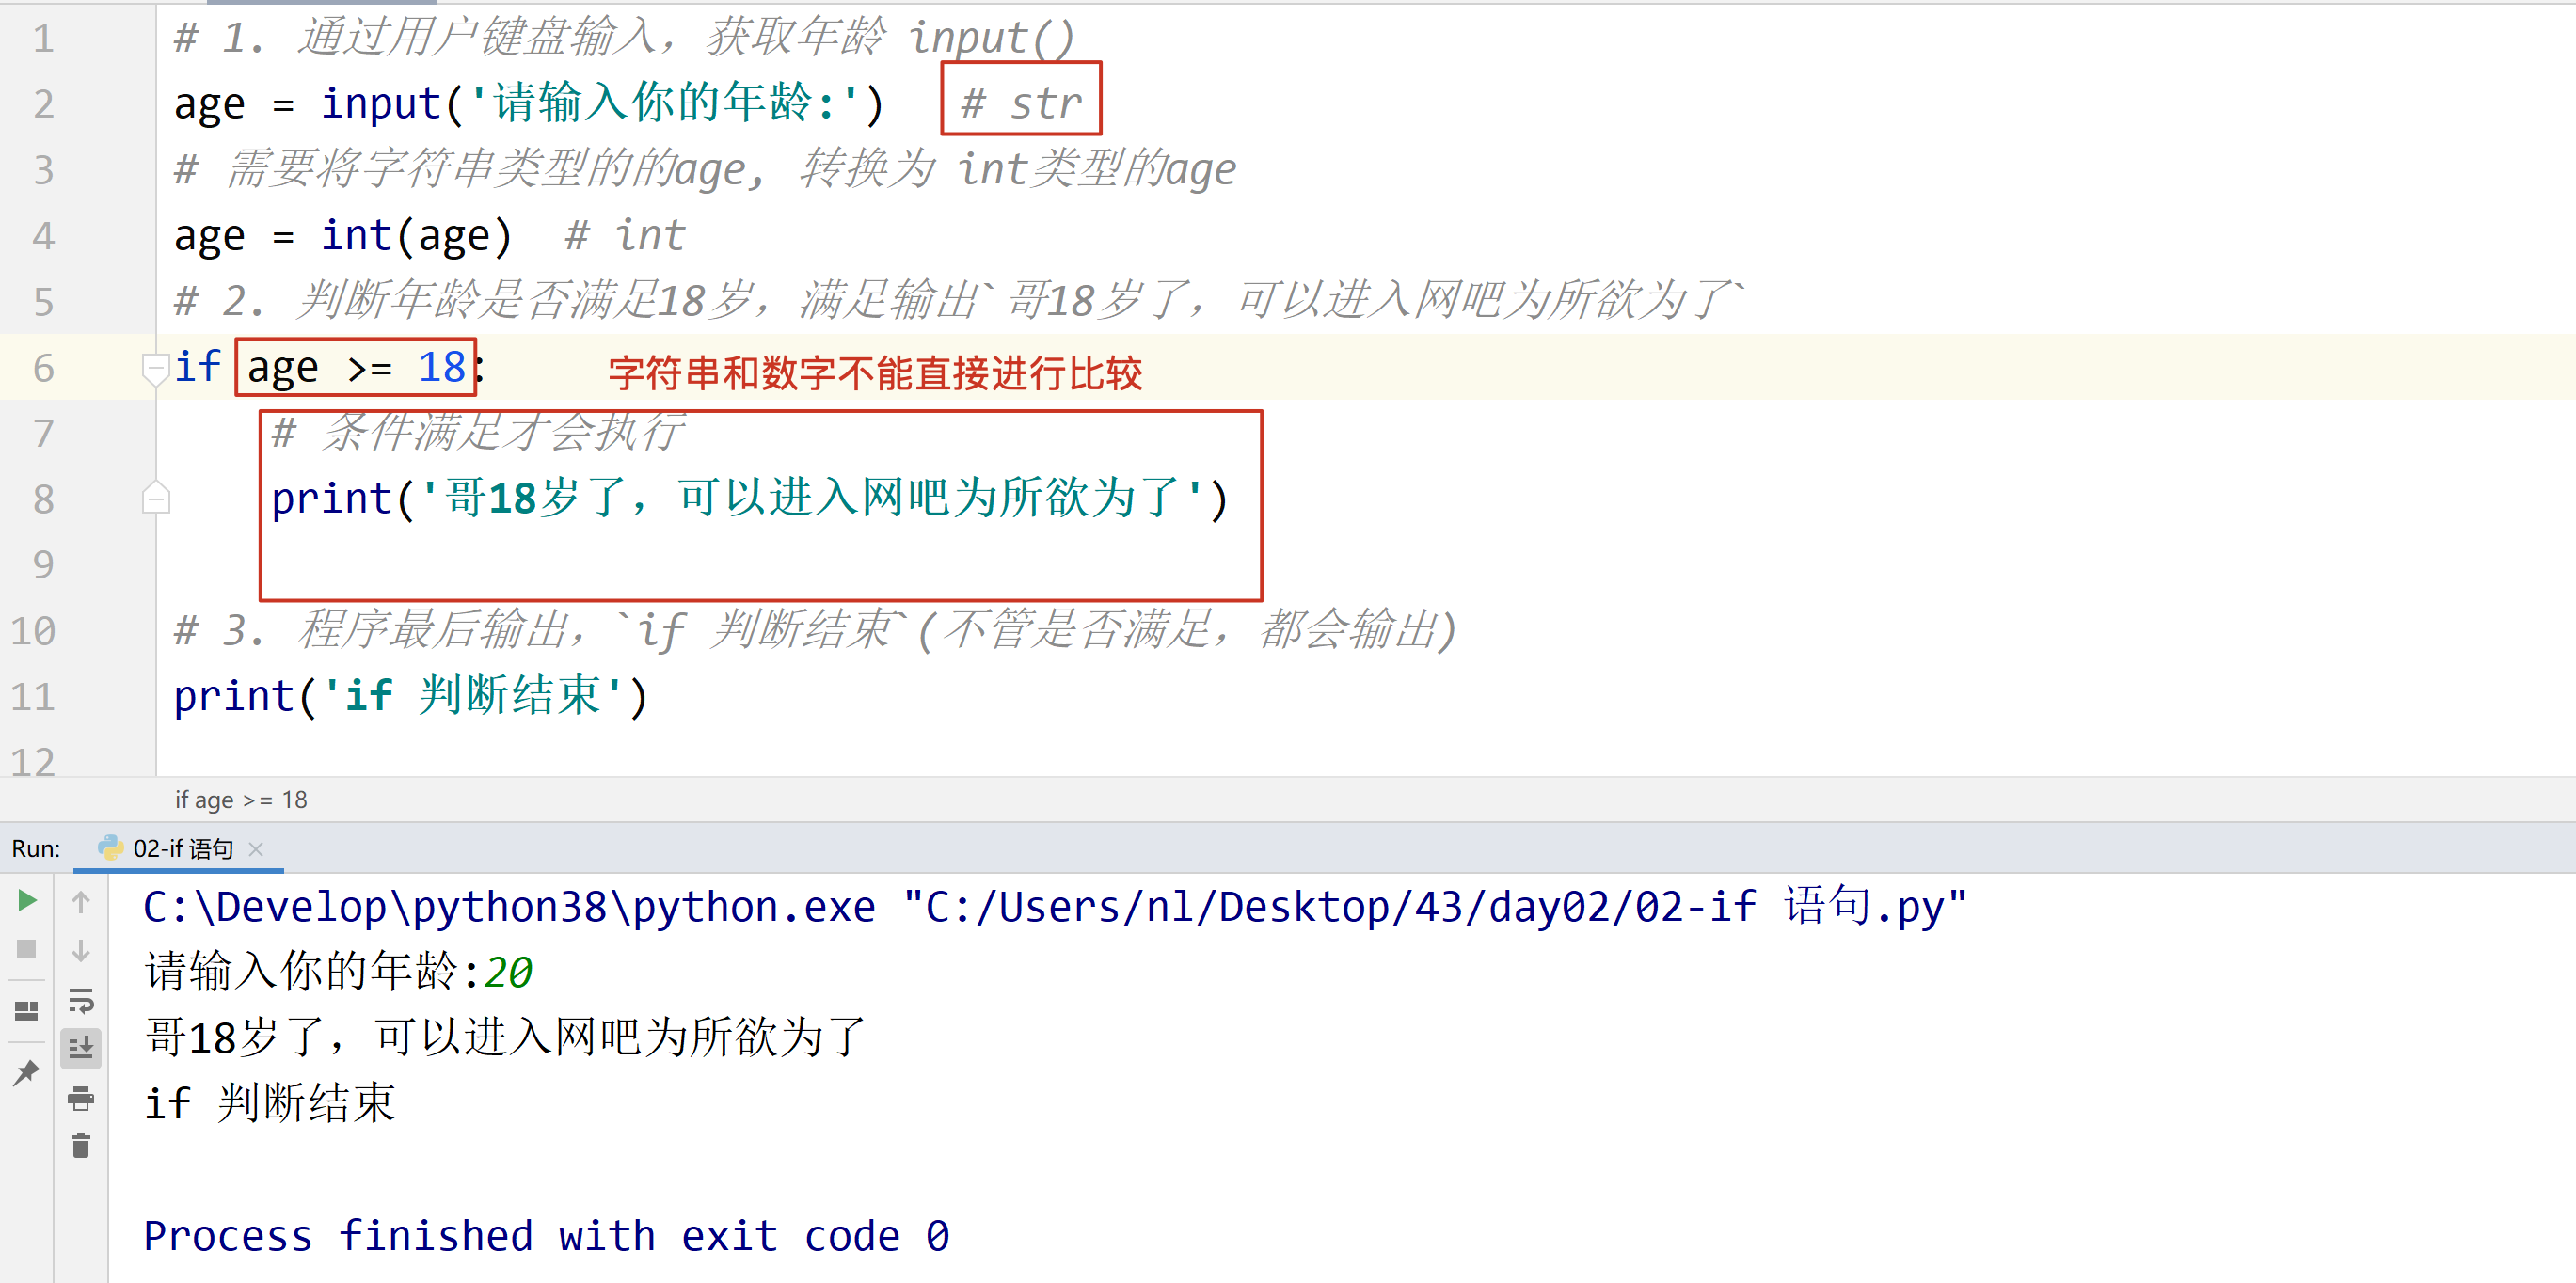 1 # 1. 通过用户键盘输入，获取年龄 input()
2 age = input('请输入你的年龄:') # str
3 # 需要将字符串类型的的age, 转换为 int类型的age
4 age = int(age) # int
5 # 2. 判断年龄是否满足18岁，满足输出`哥18岁了，可以进入网吧为所欲为了`
6 if age >= 18: 字符串和数字不能直接进行比较
7 # 条件满足才会执行
8 print('哥18岁了，可以进入网吧为所欲为了')
9
10 # 3. 程序最后输出，`if 判断结束`(不管是否满足，都会输出)
11 print('if 判断结束')
12
if age >= 18
Run: 02-if 语句
C:\Develop\python38\python.exe "C:/Users/nl/Desktop/43/day02/02-if 语句.py"
请输入你的年龄:20
哥18岁了，可以进入网吧为所欲为了
if 判断结束
Process finished with exit code 0